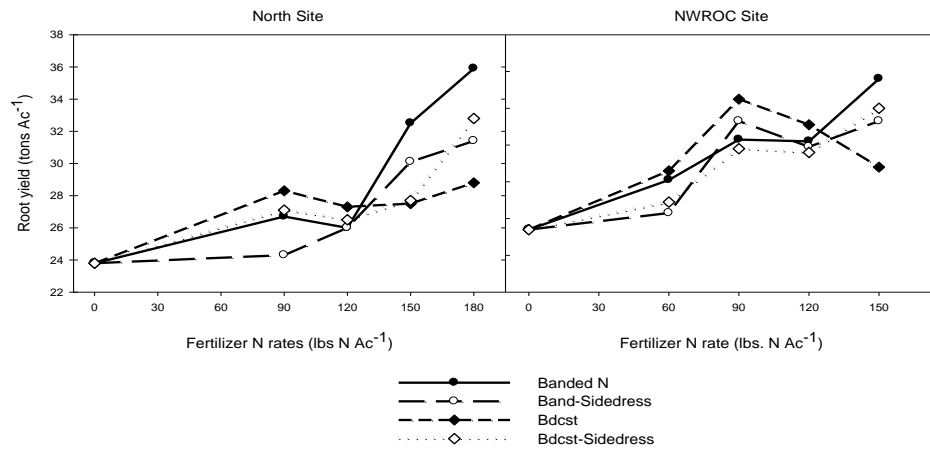 North Site
NWROC Site
Root yield (tons Ac⁻¹)
38
36
34
32
30
28
26
24
22
0
30
60
90
120
150
180
0
30
60
90
120
150
Fertilizer N rates (lbs N Ac⁻¹)
Fertilizer N rate (lbs. N Ac⁻¹)
Banded N
Band-Sidedress
Bdcst
Bdcst-Sidedress